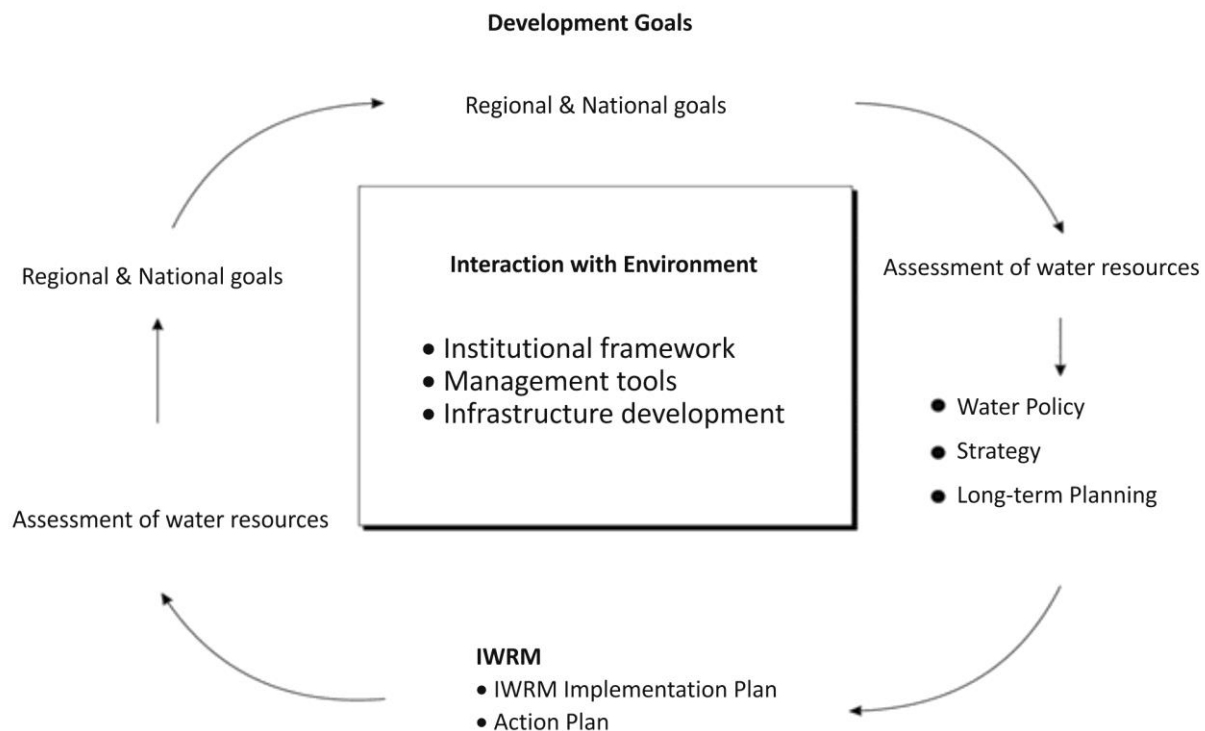 Development Goals
Regional & National goals
Interaction with Environment
• Institutional framework
• Management tools
• Infrastructure development
Assessment of water resources
● Water Policy
● Strategy
● Long-term Planning
IWRM
• IWRM Implementation Plan
• Action Plan
Assessment of water resources
Regional & National goals